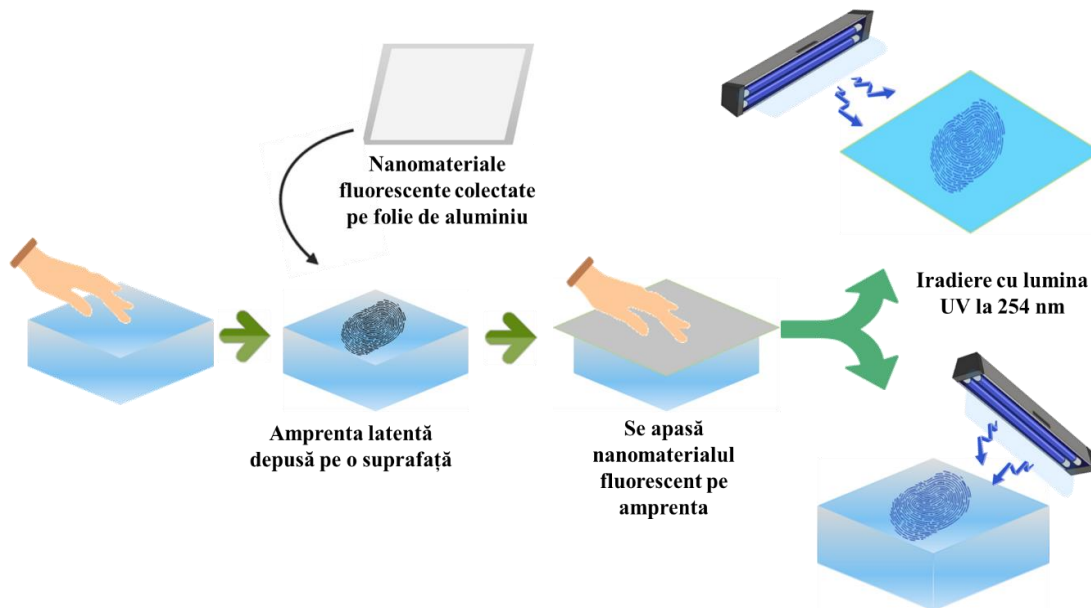 Nanomateriale
fluorescente colectate
pe folie de aluminiu
Amprenta latentă
depusă pe o suprafață
Se apasă
nanomaterialul
fluorescent pe
amprenta
Iradiere cu lumina
UV la 254 nm